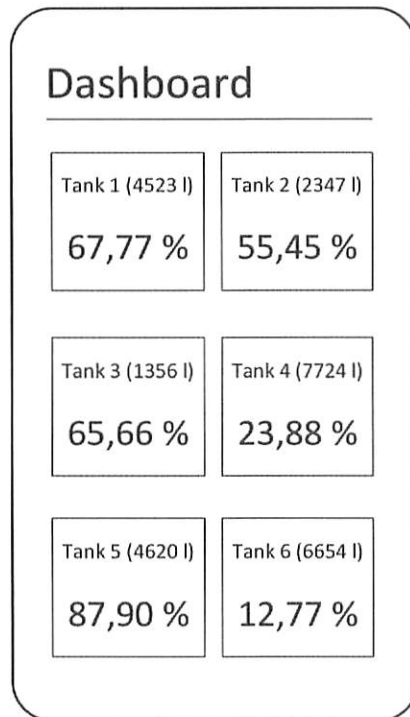 Dashboard
Tank 1 (4523 l)
67,77 %
Tank 2 (2347 l)
55,45 %
Tank 3 (1356 l)
65,66 %
Tank 4 (7724 l)
23,88 %
Tank 5 (4620 l)
87,90 %
Tank 6 (6654 l)
12,77 %